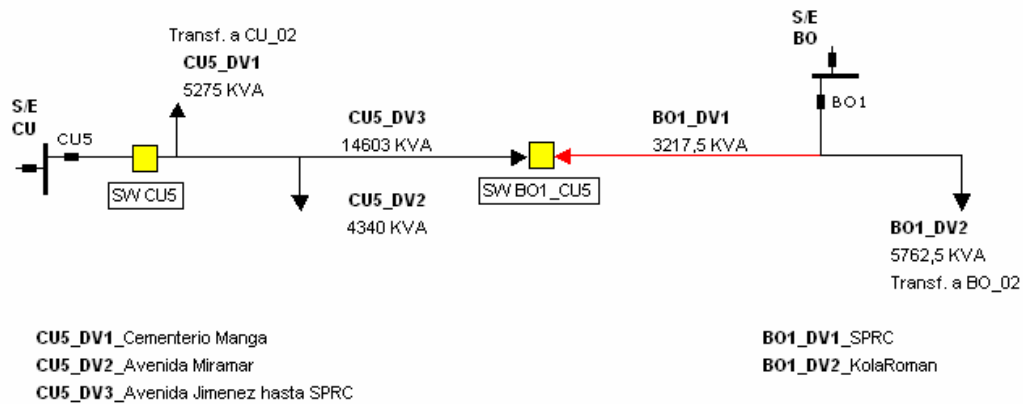 Transf. a CU_02
CU5_DV1
5275 KVA
S/E
CU
CU5
SW CU5
CU5_DV3
14603 KVA
CU5_DV2
4340 KVA
SW BO1_CU5
BO1_DV1
3217,5 KVA
S/E
BO
BO1
BO1_DV2
5762,5 KVA
Transf. a BO_02
CU5_DV1_Cementerio Manga
CU5_DV2_Avenida Miramar
CU5_DV3_Avenida Jimenez hasta SPRC
BO1_DV1_SPRC
BO1_DV2_KolaRoman